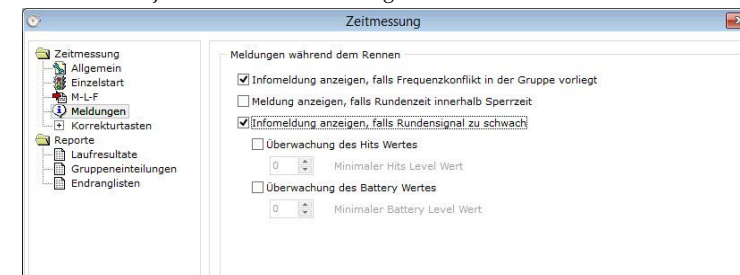 Zeitmessung
Zeitmessung
Allgemein
Einzelstart
M-L-F
Meldungen
Korrekturtasten
Reporte
Laufresultate
Gruppeneinteilungen
Endranglisten
Meldungen während dem Rennen
Infomeldung anzeigen, falls Frequenzkonflikt in der Gruppe vorliegt
Meldung anzeigen, falls Rundenzeit innerhalb Sperrzeit
Infomeldung anzeigen, falls Rundensignal zu schwach
Überwachung des Hits Wertes
0 Minimaler Hits Level Wert
Überwachung des Battery Wertes
0 Minimaler Battery Level Wert